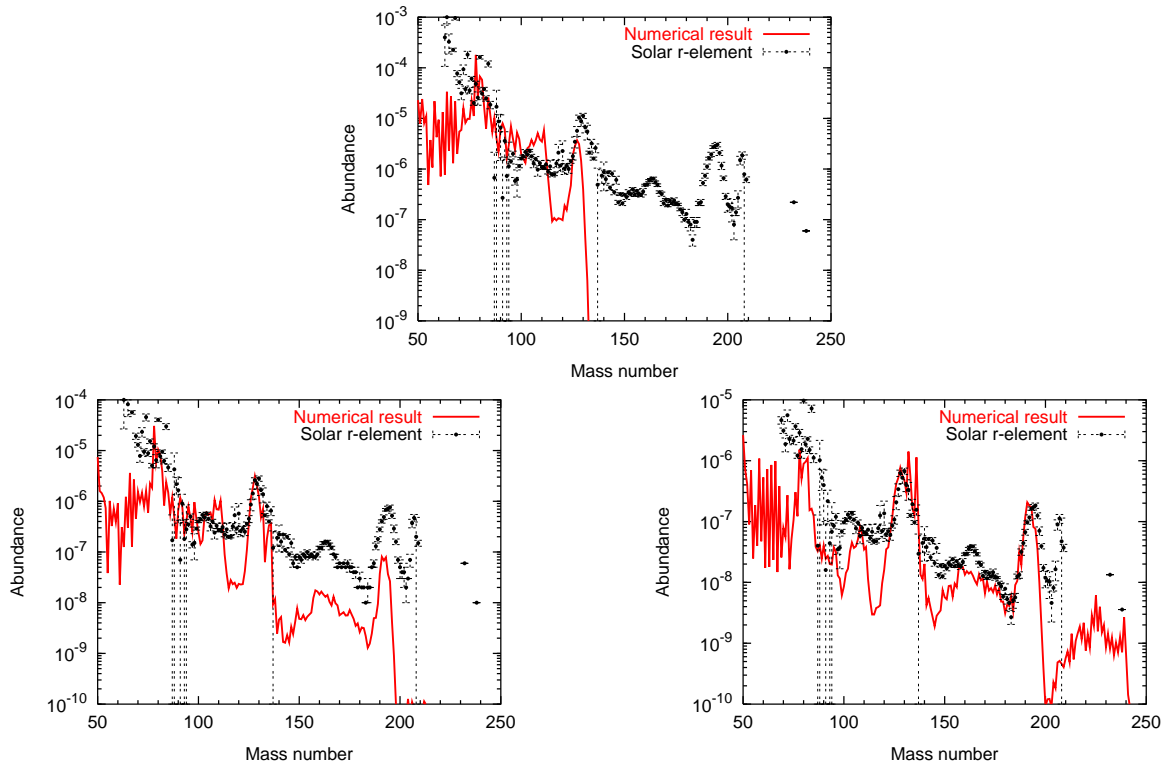 10-3
10-4
10-5
10-6
10-7
10-8
10-9
Abundance
Numerical result
Solar r-element
50 100 150 200 250
Mass number
10-4
10-5
10-6
10-7
10-8
10-9
10-10
Abundance
Numerical result
Solar r-element
50 100 150 200 250
Mass number
10-5
10-6
10-7
10-8
10-9
10-10
Abundance
Numerical result
Solar r-element
50 100 150 200 250
Mass number